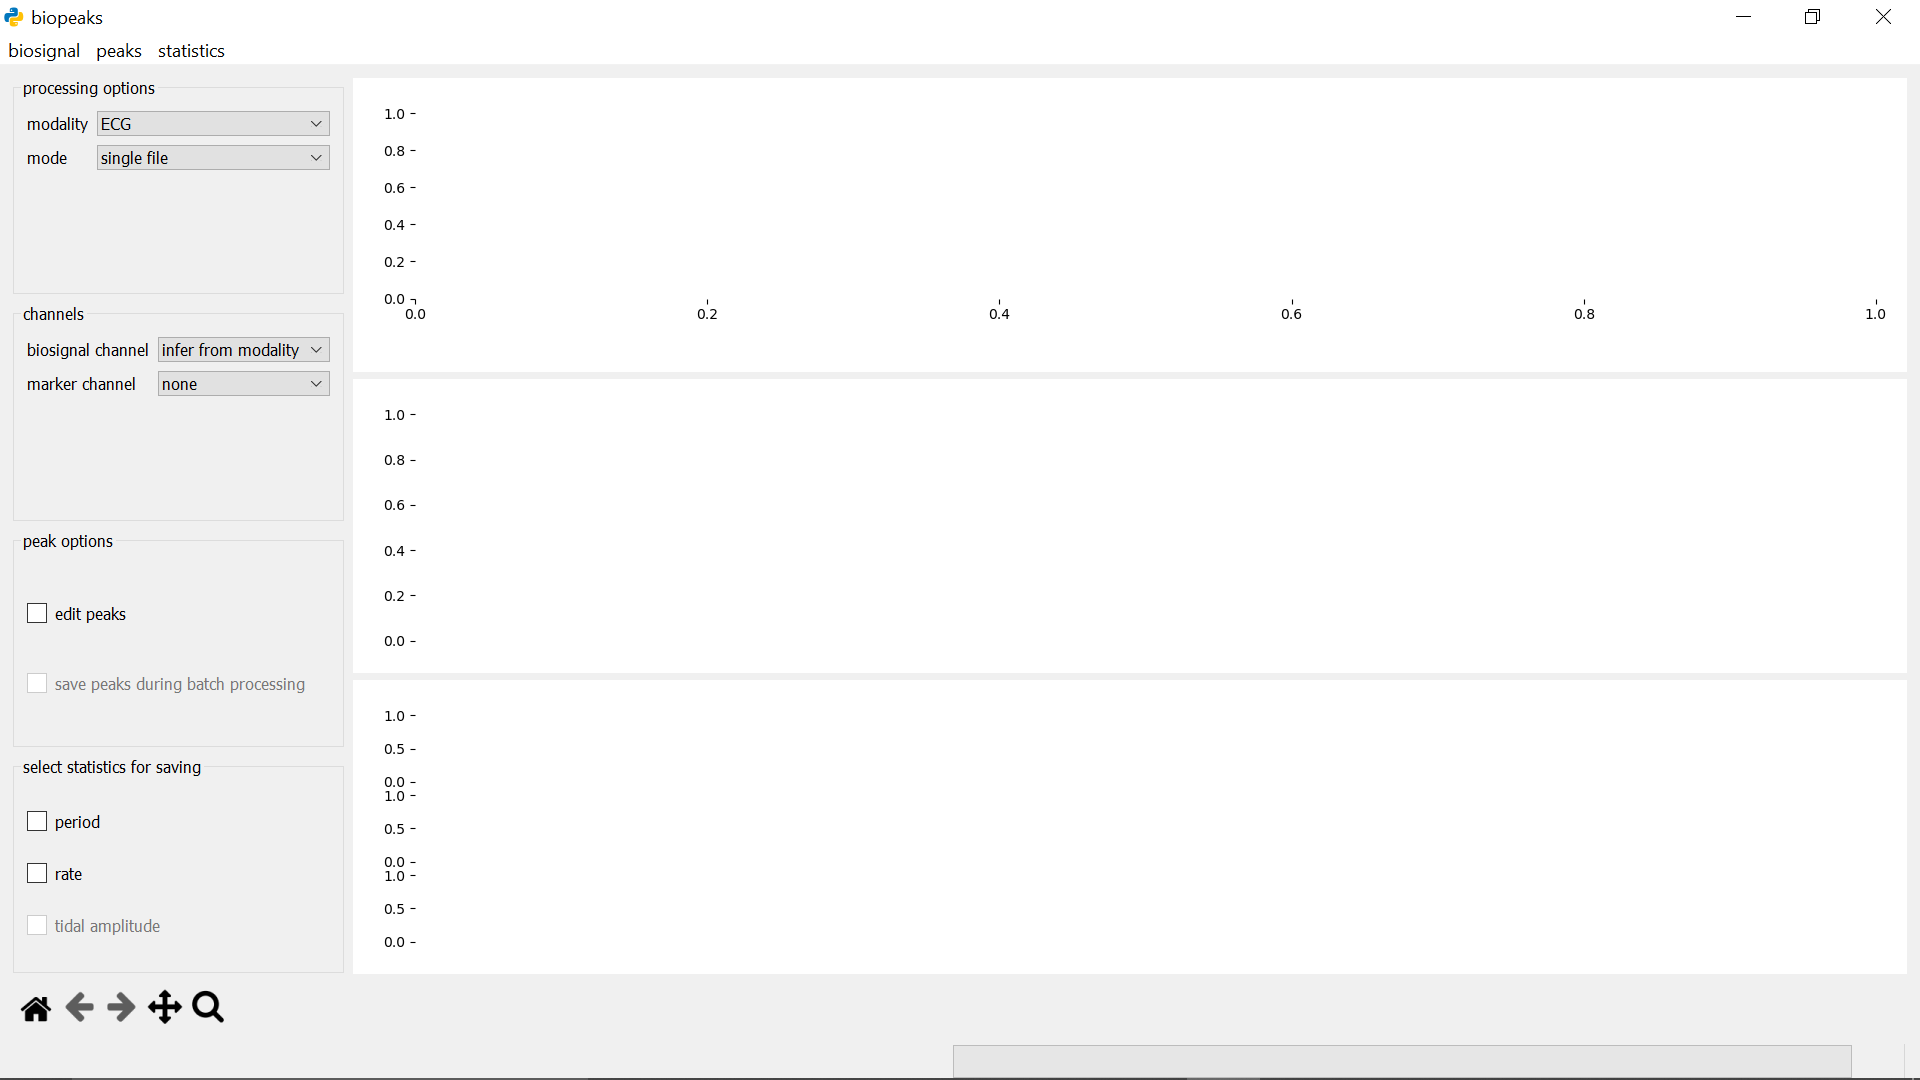 biopeaks
biosignal peaks statistics
processing options
modality ECG
mode single file
channels
biosignal channel infer from modality
marker channel none
peak options
edit peaks
save peaks during batch processing
select statistics for saving
period
rate
tidal amplitude
1.0
0.8
0.6
0.4
0.2
0.0
0.0 0.2 0.4 0.6 0.8 1.0
1.0
0.8
0.6
0.4
0.2
0.0
1.0
0.5
0.0
1.0
0.5
0.0
1.0
0.5
0.0